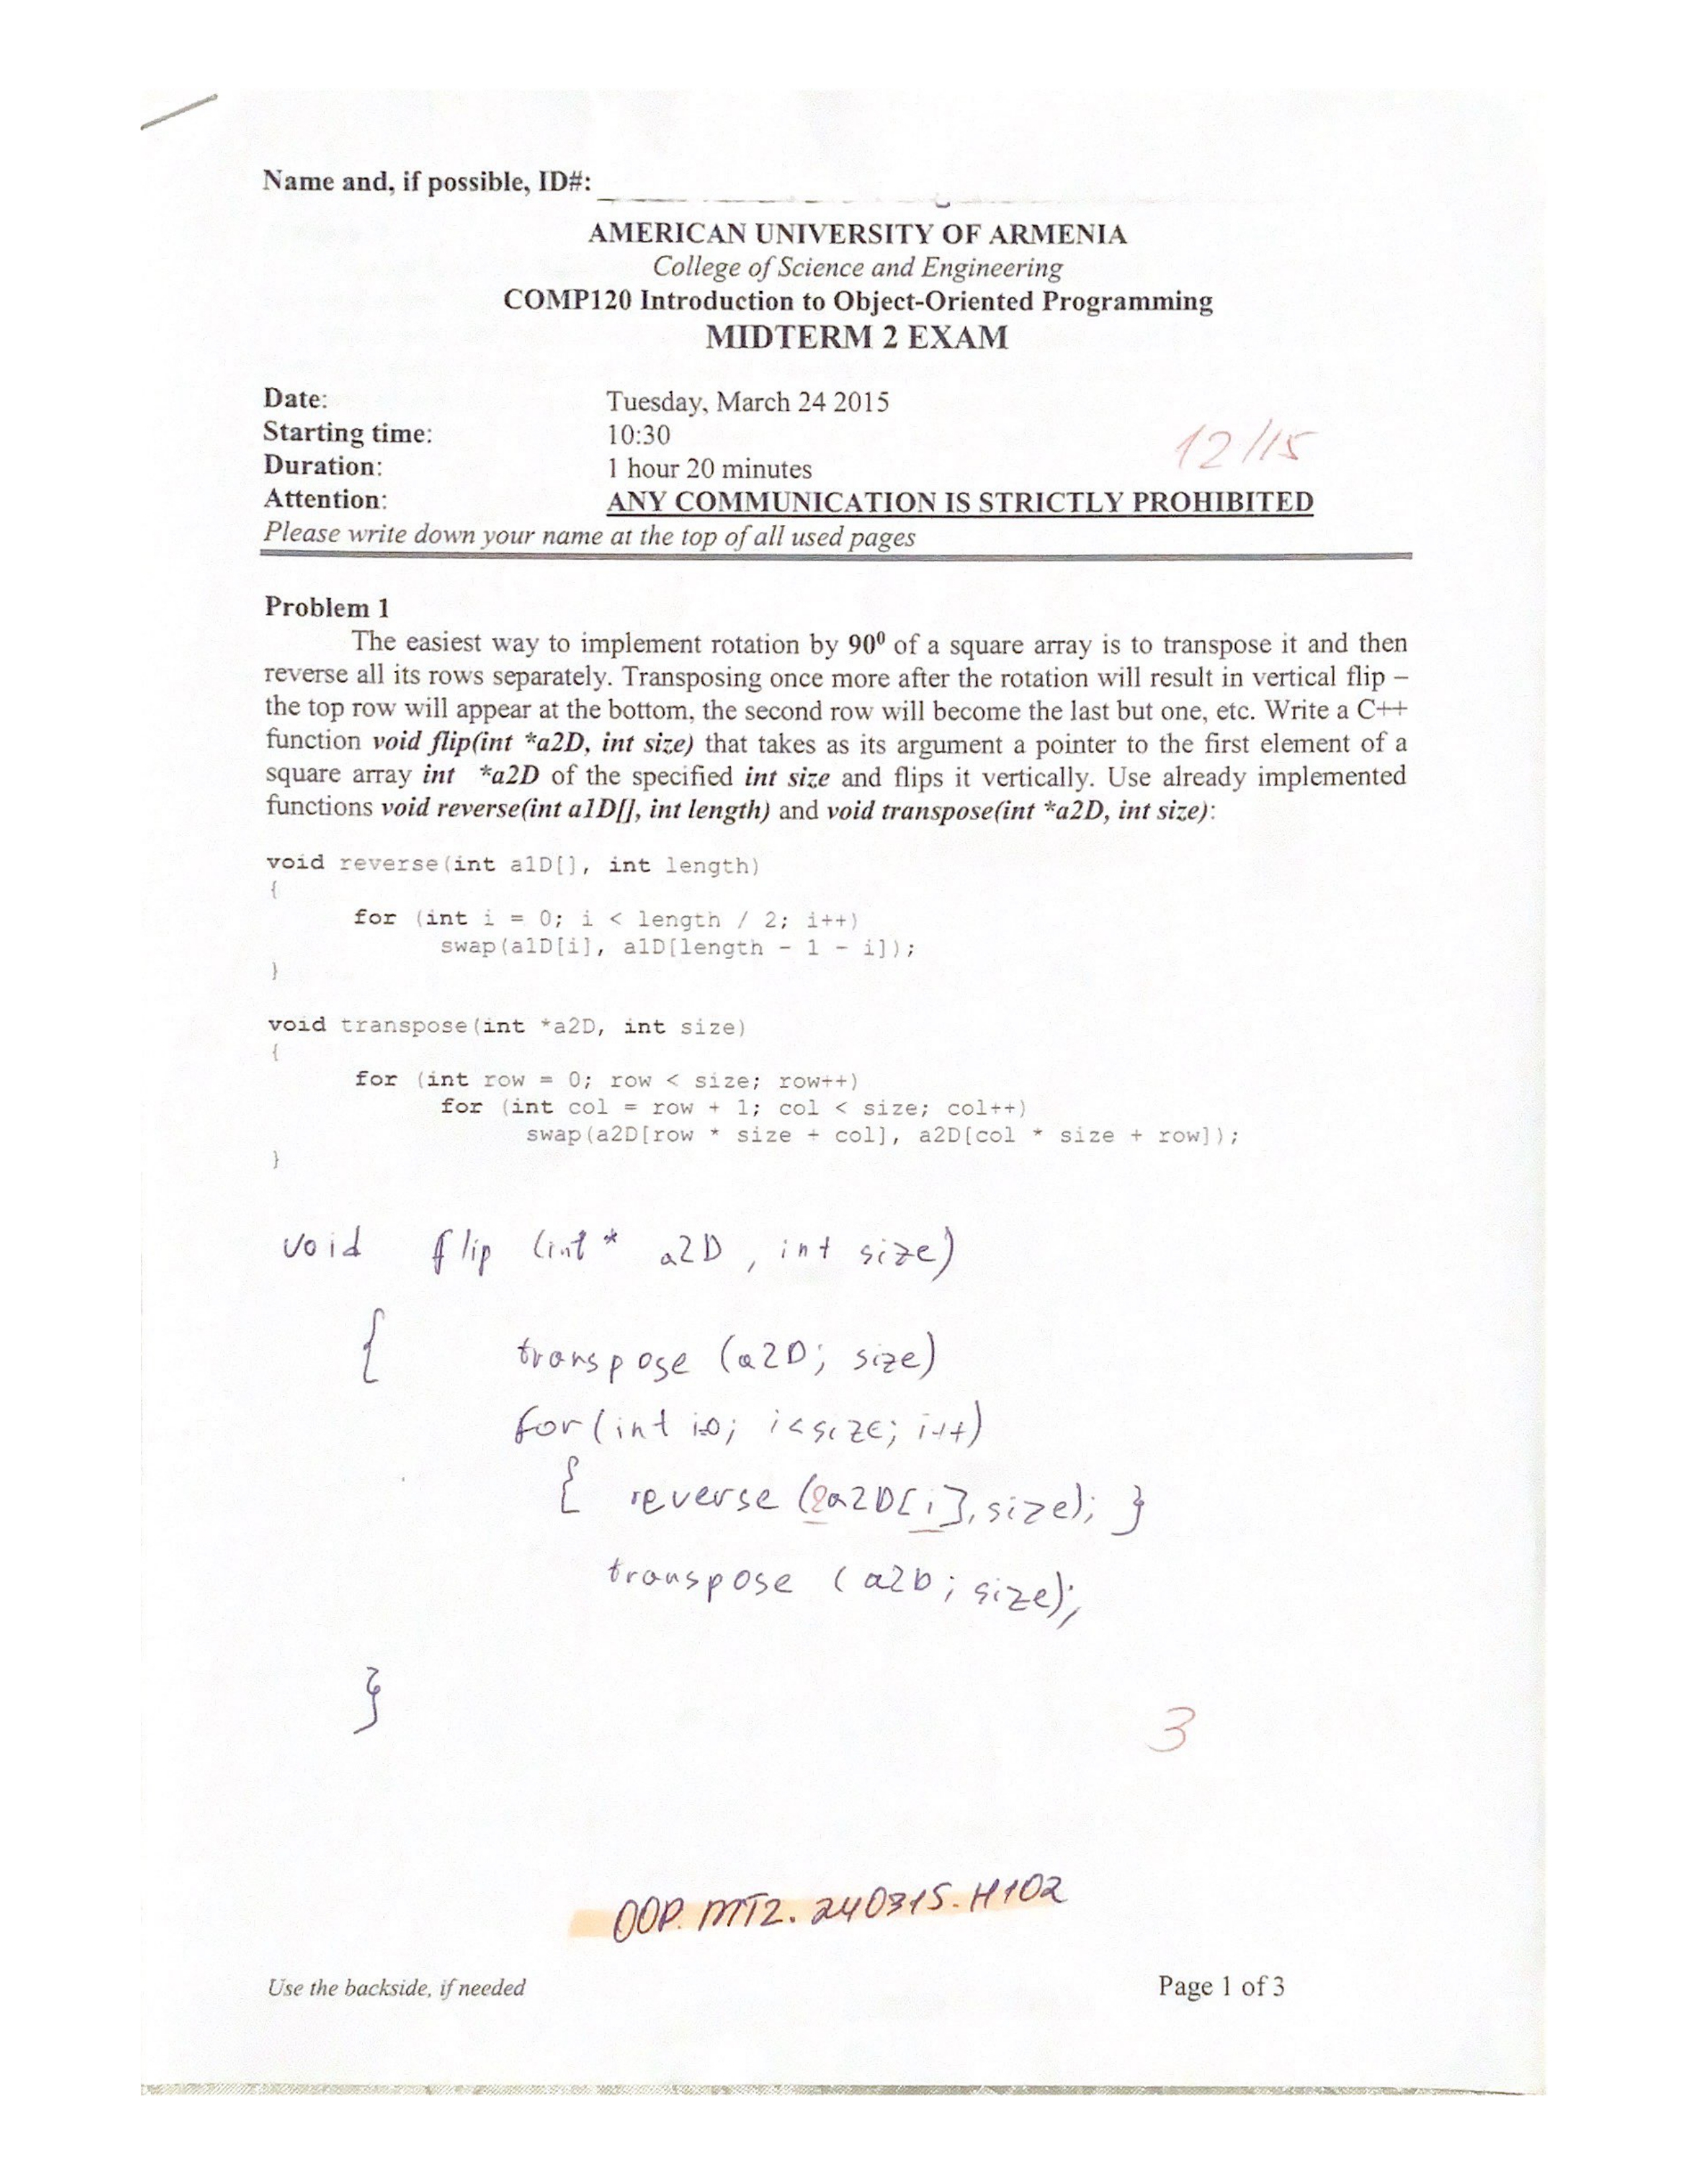 Name and, if possible, ID#:
AMERICAN UNIVERSITY OF ARMENIA
College of Science and Engineering
COMP120 Introduction to Object-Oriented Programming
MIDTERM 2 EXAM
Date: Tuesday, March 24 2015
Starting time: 10:30
12/15
Duration: 1 hour 20 minutes
Attention: ANY COMMUNICATION IS STRICTLY PROHIBITED
Please write down your name at the top of all used pages
Problem 1
The easiest way to implement rotation by 90⁰ of a square array is to transpose it and then
reverse all its rows separately. Transposing once more after the rotation will result in vertical flip –
the top row will appear at the bottom, the second row will become the last but one, etc. Write a C++
function void flip(int *a2D, int size) that takes as its argument a pointer to the first element of a
square array int *a2D of the specified int size and flips it vertically. Use already implemented
functions void reverse(int a1D[], int length) and void transpose(int *a2D, int size):
void reverse(int a1D[], int length)
{
for (int i = 0; i < length / 2; i++)
swap(a1D[i], a1D[length - 1 - i]);
}
void transpose(int *a2D, int size)
{
for (int row = 0; row < size; row++)
for (int col = row + 1; col < size; col++)
swap(a2D[row * size + col], a2D[col * size + row]);
}
void flip (int * a2D , int size)
{ transpose (a2D; size)
for (int i=0; i<size; i++)
{ reverse (&a2D[i], size); }
transpose (a2D; size);
}
3
OOP. MT2. 240315. H102
Use the backside, if needed Page 1 of 3